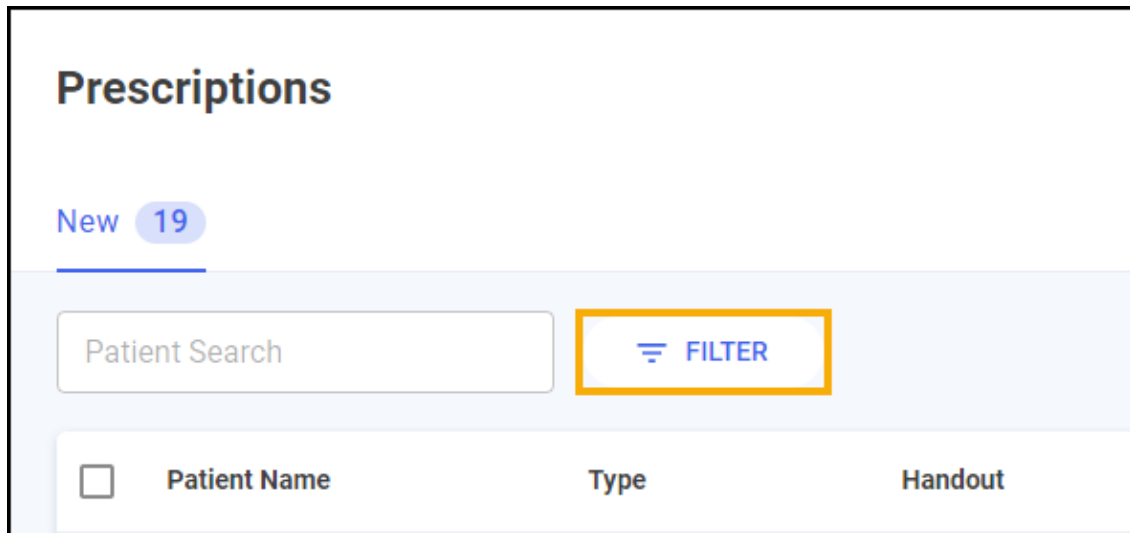 Prescriptions
New 19
Patient Search
FILTER
Patient Name Type Handout